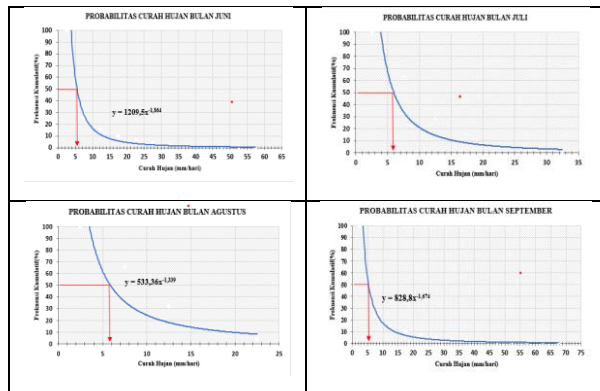 PROBABILITAS CURAH HUJAN BULAN JUNI
Frekuensi Kumulatif(%)
100
90
80
70
60
50
40
30
20
10
0
y = 1209,5x
0 5 10 15 20 25 30 35 40 45 50 55 60 65
Curah Hujan (mm/hari)
PROBABILITAS CURAH HUJAN BULAN JULI
Frekuensi Kumulatif(%)
100
90
80
70
60
50
40
30
20
10
0
0 5 10 15 20 25 30 35
Curah Hujan (mm/hari)
PROBABILITAS CURAH HUJAN BULAN AGUSTUS
Frekuensi Kumulatif(%)
100
90
80
70
60
50
40
30
20
10
0
y = 533,36x^-1,339
0 5 10 15 20 25
Curah Hujan (mm/hari)
PROBABILITAS CURAH HUJAN BULAN SEPTEMBER
Frekuensi Kumulatif(%)
100
90
80
70
60
50
40
30
20
10
0
y = 828,8x
0 5 10 15 20 25 30 35 40 45 50 55 60 65 70 75
Curah Hujan (mm/hari)